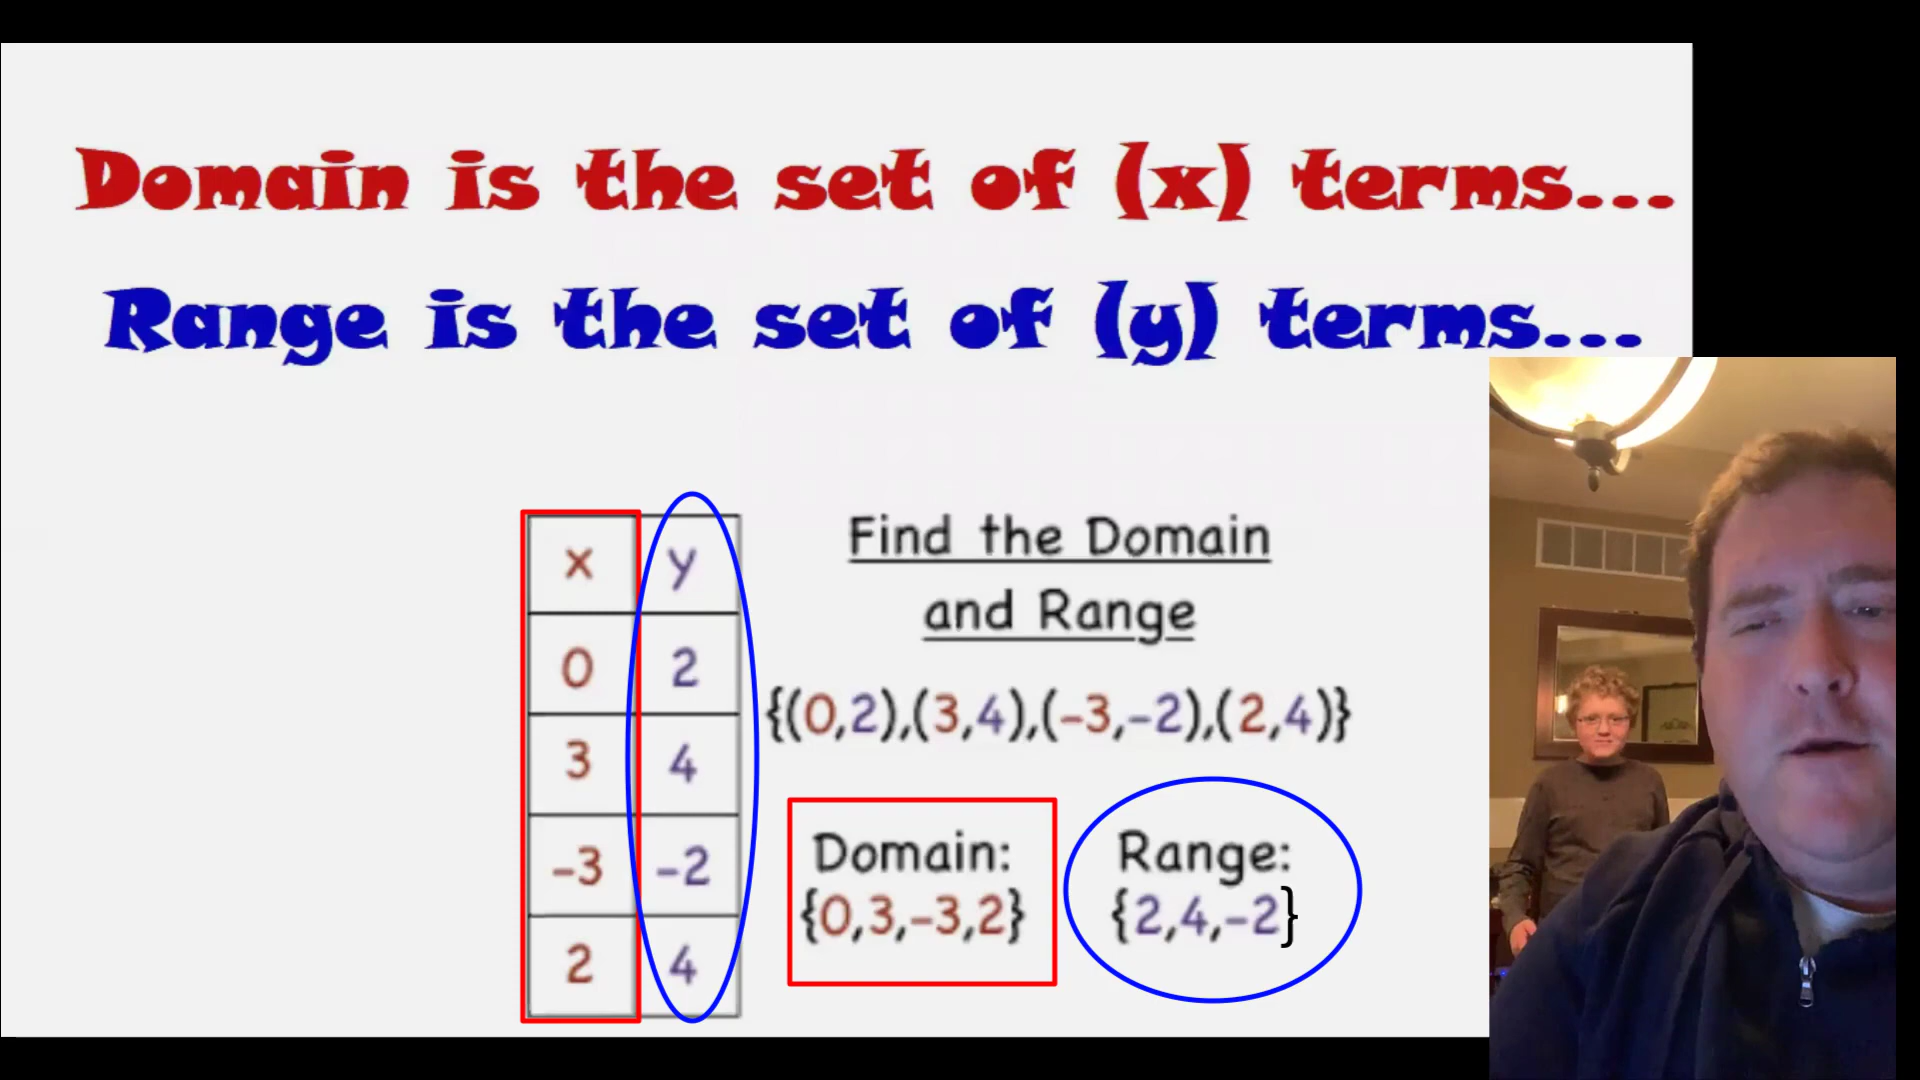 Domain is the set of (x) terms...
Range is the set of (y) terms...
x y
0 2
3 4
-3 -2
2 4
Find the Domain
and Range
{(0,2),(3,4),(-3,-2),(2,4)}
Domain:
{0,3,-3,2}
Range:
{2,4,-2}